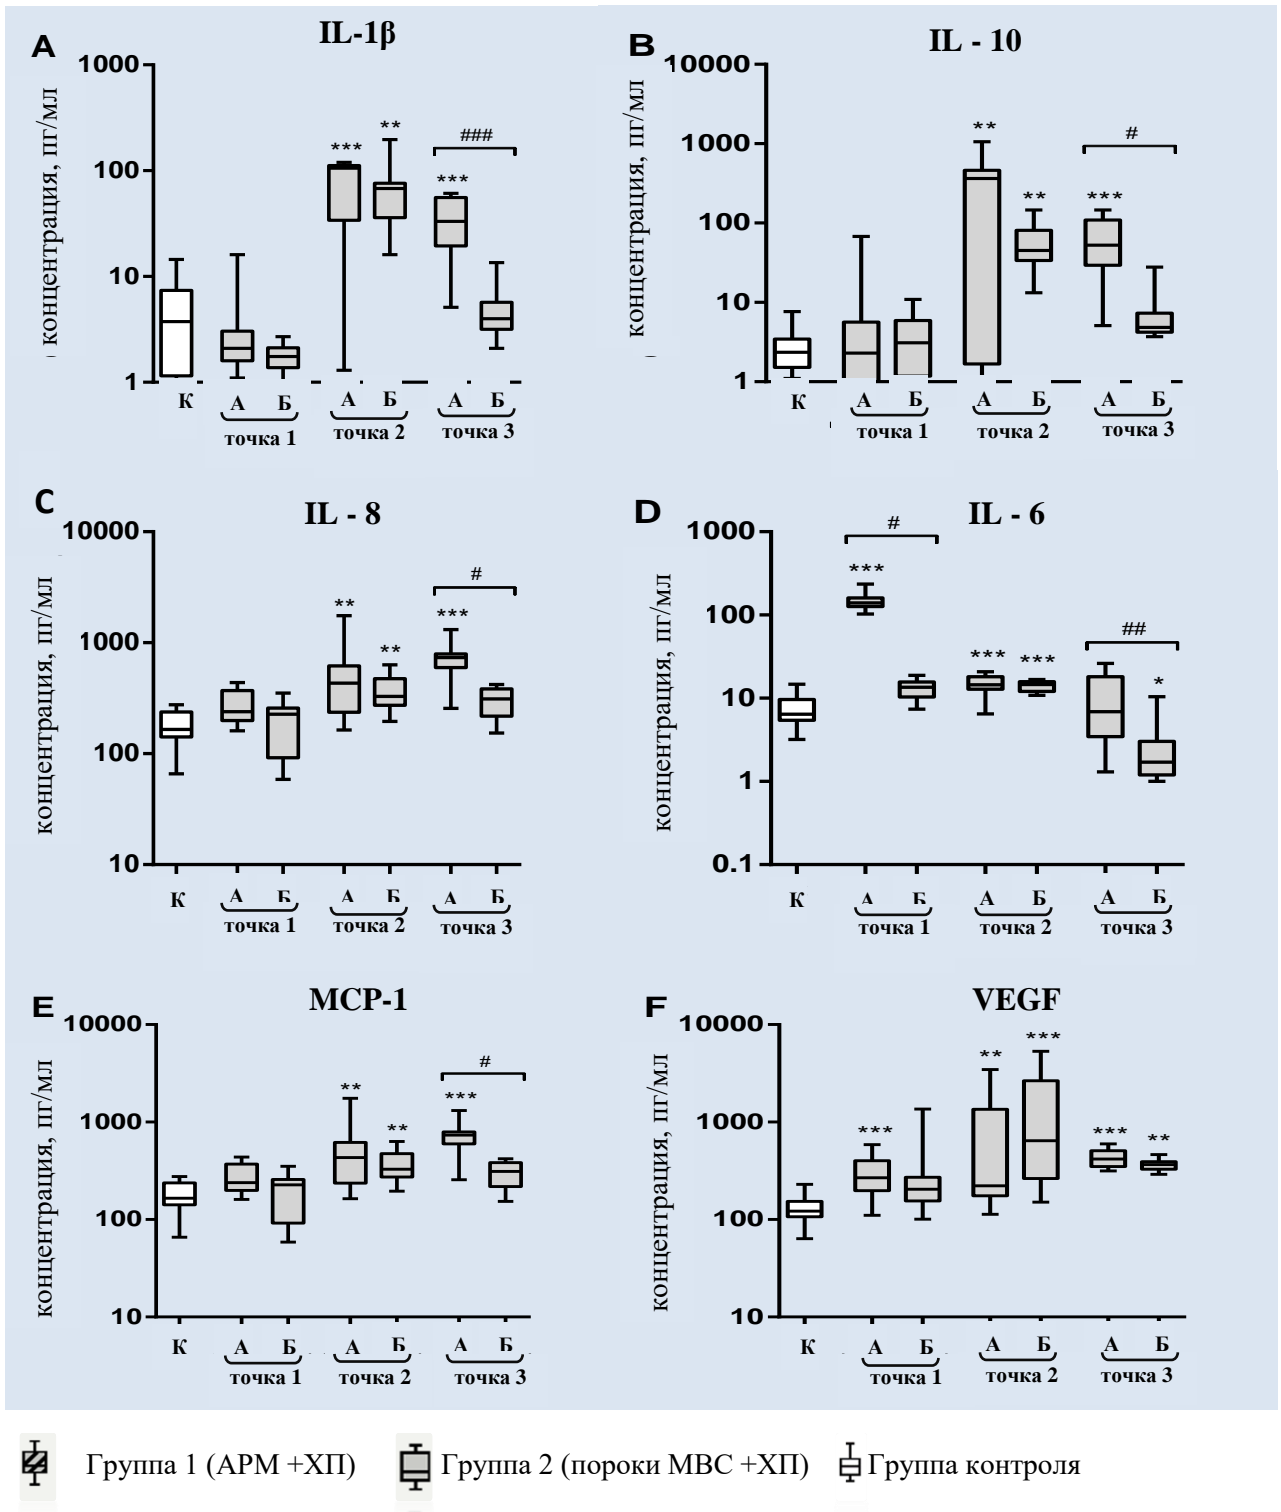 A
IL-1β
концентрация, пг/мл
1000
100
10
1
***
**
***
###
К
А
Б
А
Б
А
Б
точка 1
точка 2
точка 3
B
IL - 10
концентрация, пг/мл
10000
1000
100
10
1
**
**
***
#
К
А
Б
А
Б
А
Б
точка 1
точка 2
точка 3
C
IL - 8
концентрация, пг/мл
10000
1000
100
10
**
**
***
#
К
А
Б
А
Б
А
Б
точка 1
точка 2
точка 3
D
IL - 6
концентрация, пг/мл
1000
100
10
1
0.1
***
#
***
***
##
*
К
А
Б
А
Б
А
Б
точка 1
точка 2
точка 3
E
MCP-1
концентрация, пг/мл
10000
1000
100
10
**
**
***
#
К
А
Б
А
Б
А
Б
точка 1
точка 2
точка 3
F
VEGF
концентрация, пг/мл
10000
1000
100
10
***
**
***
***
**
К
А
Б
А
Б
А
Б
точка 1
точка 2
точка 3
Группа 1 (АРМ +ХП)
Группа 2 (пороки МВС +ХП)
Группа контроля